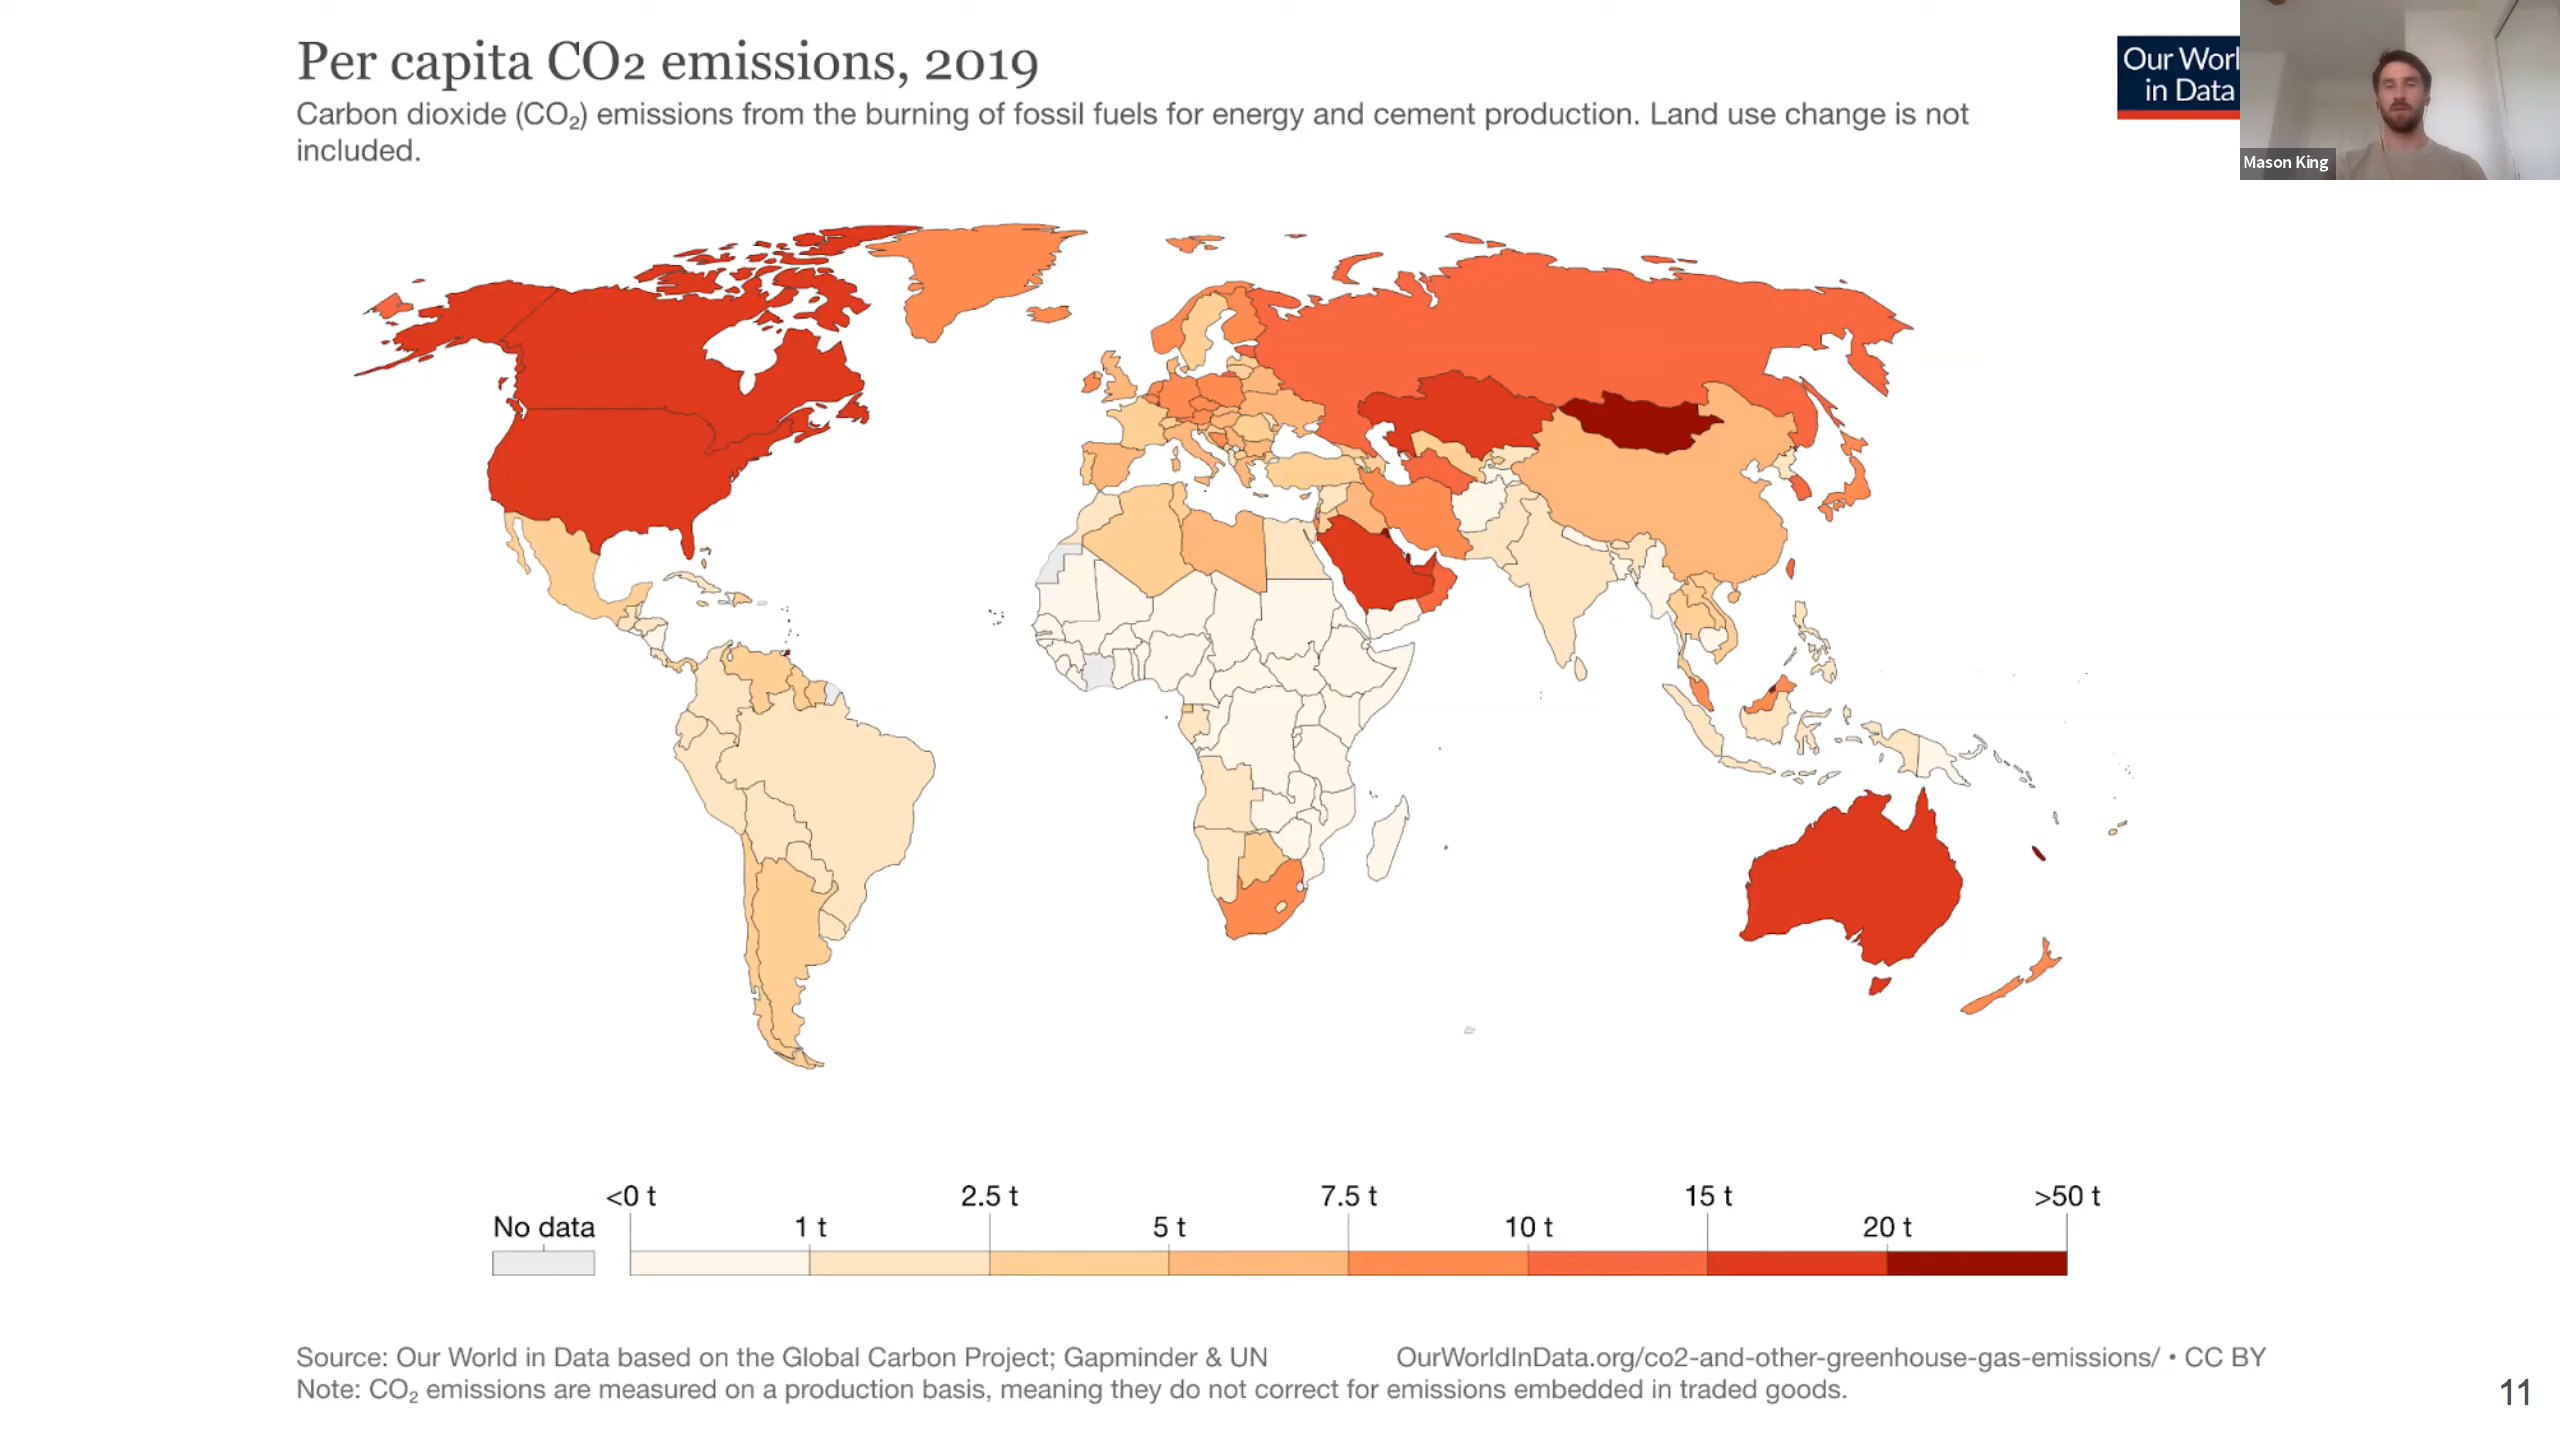 Per capita CO2 emissions, 2019
Carbon dioxide (CO₂) emissions from the burning of fossil fuels for energy and cement production. Land use change is not
included.
Our Worl
in Data
Mason King
No data
<0 t
1 t
2.5 t
5 t
7.5 t
10 t
15 t
20 t
>50 t
Source: Our World in Data based on the Global Carbon Project; Gapminder & UN
OurWorldInData.org/co2-and-other-greenhouse-gas-emissions/ • CC BY
Note: CO₂ emissions are measured on a production basis, meaning they do not correct for emissions embedded in traded goods.
11